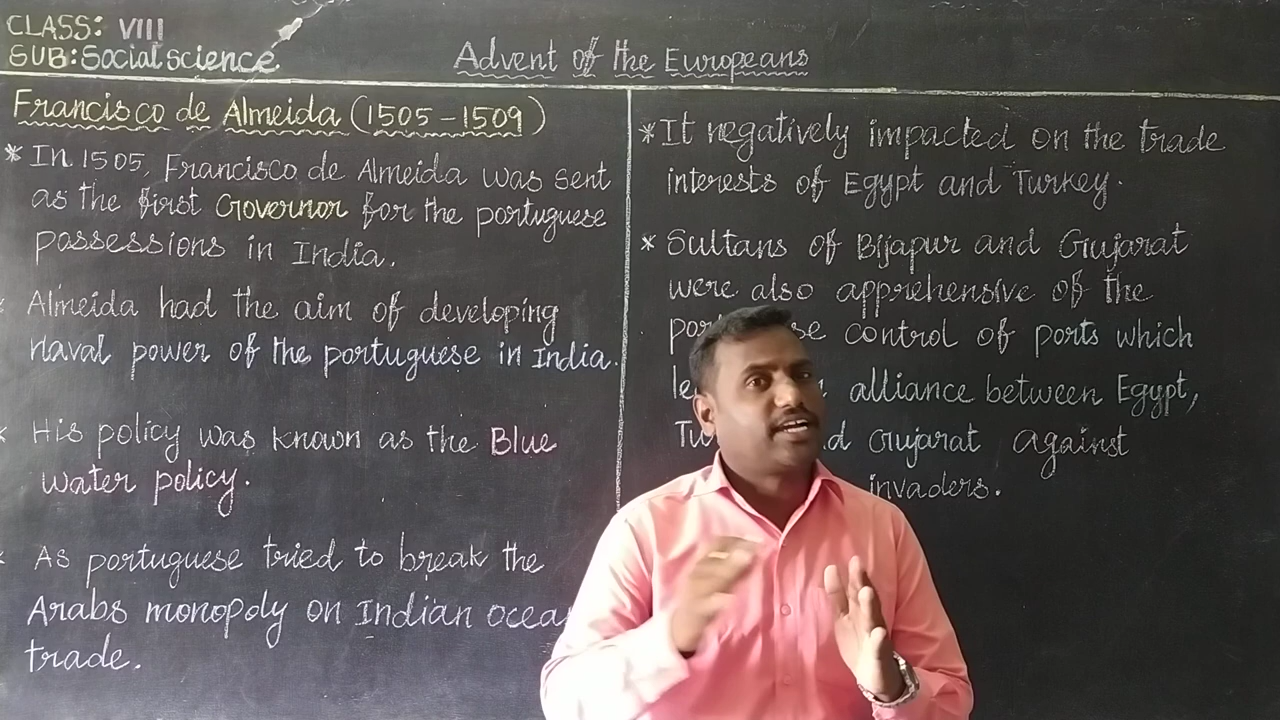 CLASS: VIII
SUB: Social science
Advent of the Europeans
Francisco de Almeida (1505-1509)
* In 1505, Francisco de Almeida was sent
as the first Governor for the portuguese
possessions in India.
* Almeida had the aim of developing
naval power of the portuguese in India.
* His policy was known as the Blue
water policy.
* As portuguese tried to break the
Arabs monopoly on Indian ocean
trade.
* It negatively impacted on the trade
interests of Egypt and Turkey.
* Sultans of Bijapur and Gujarat
were also apprehensive of the
control of ports which
alliance between Egypt,
Gujarat against
invaders.